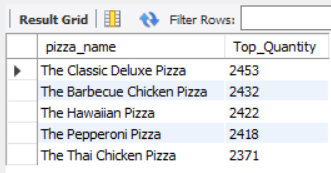 Result Grid Filter Rows:
pizza_name Top_Quantity
The Classic Deluxe Pizza 2453
The Barbecue Chicken Pizza 2432
The Hawaiian Pizza 2422
The Pepperoni Pizza 2418
The Thai Chicken Pizza 2371